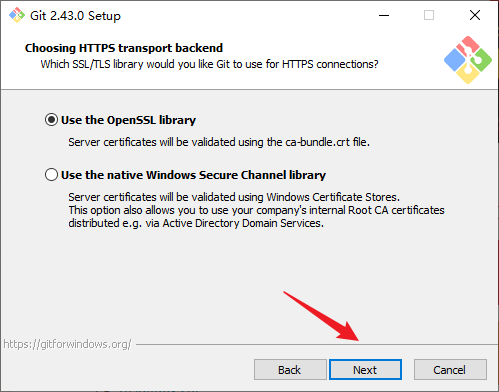 Git 2.43.0 Setup
Choosing HTTPS transport backend
Which SSL/TLS library would you like Git to use for HTTPS connections?
Use the OpenSSL library
Server certificates will be validated using the ca-bundle.crt file.
Use the native Windows Secure Channel library
Server certificates will be validated using Windows Certificate Stores.
This option also allows you to use your company's internal Root CA certificates
distributed e.g. via Active Directory Domain Services.
https://gitforwindows.org/
Back
Next
Cancel